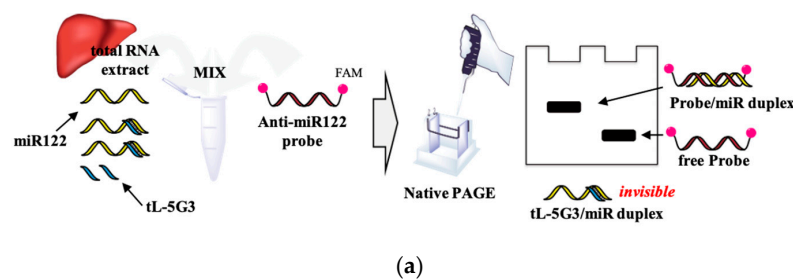 total RNA
extract
MIX
FAM
miR122
Anti-miR122
probe
tL-5G3
Native PAGE
Probe/miR duplex
free Probe
invisible
tL-5G3/miR duplex
(a)